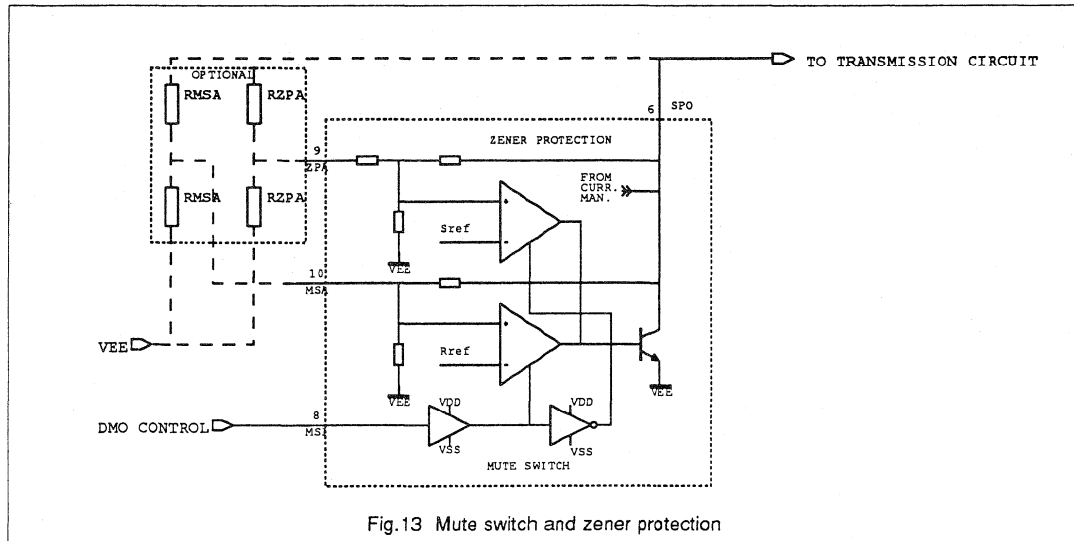 TO TRANSMISSION CIRCUIT
OPTIONAL
RMSA
RZPA
6
SPO
ZENER PROTECTION
9
ZPA
FROM
CURR.
MAN.
RMSA
RZPA
Sref
VEE
10
MSA
VEE
Rref
VEE
VEE
8
VDD
VDD
DMO CONTROL
VSS
VSS
MUTE SWITCH
Fig.13 Mute switch and zener protection